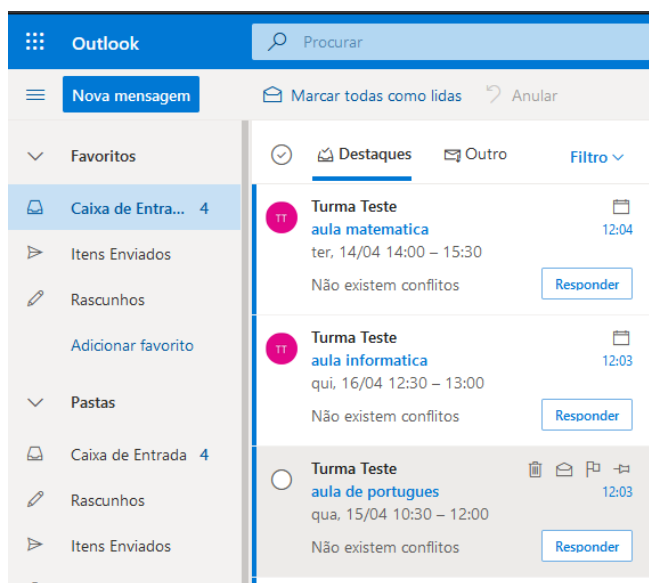 Outlook
Procurar
Nova mensagem
Marcar todas como lidas
Anular
Favoritos
Caixa de Entra... 4
Itens Enviados
Rascunhos
Adicionar favorito
Pastas
Caixa de Entrada 4
Rascunhos
Itens Enviados
Destaques
Outro
Filtro
TT
Turma Teste
aula matematica
12:04
ter, 14/04 14:00 – 15:30
Não existem conflitos
Responder
TT
Turma Teste
aula informatica
12:03
qui, 16/04 12:30 – 13:00
Não existem conflitos
Responder
Turma Teste
aula de portugues
12:03
qua, 15/04 10:30 – 12:00
Não existem conflitos
Responder